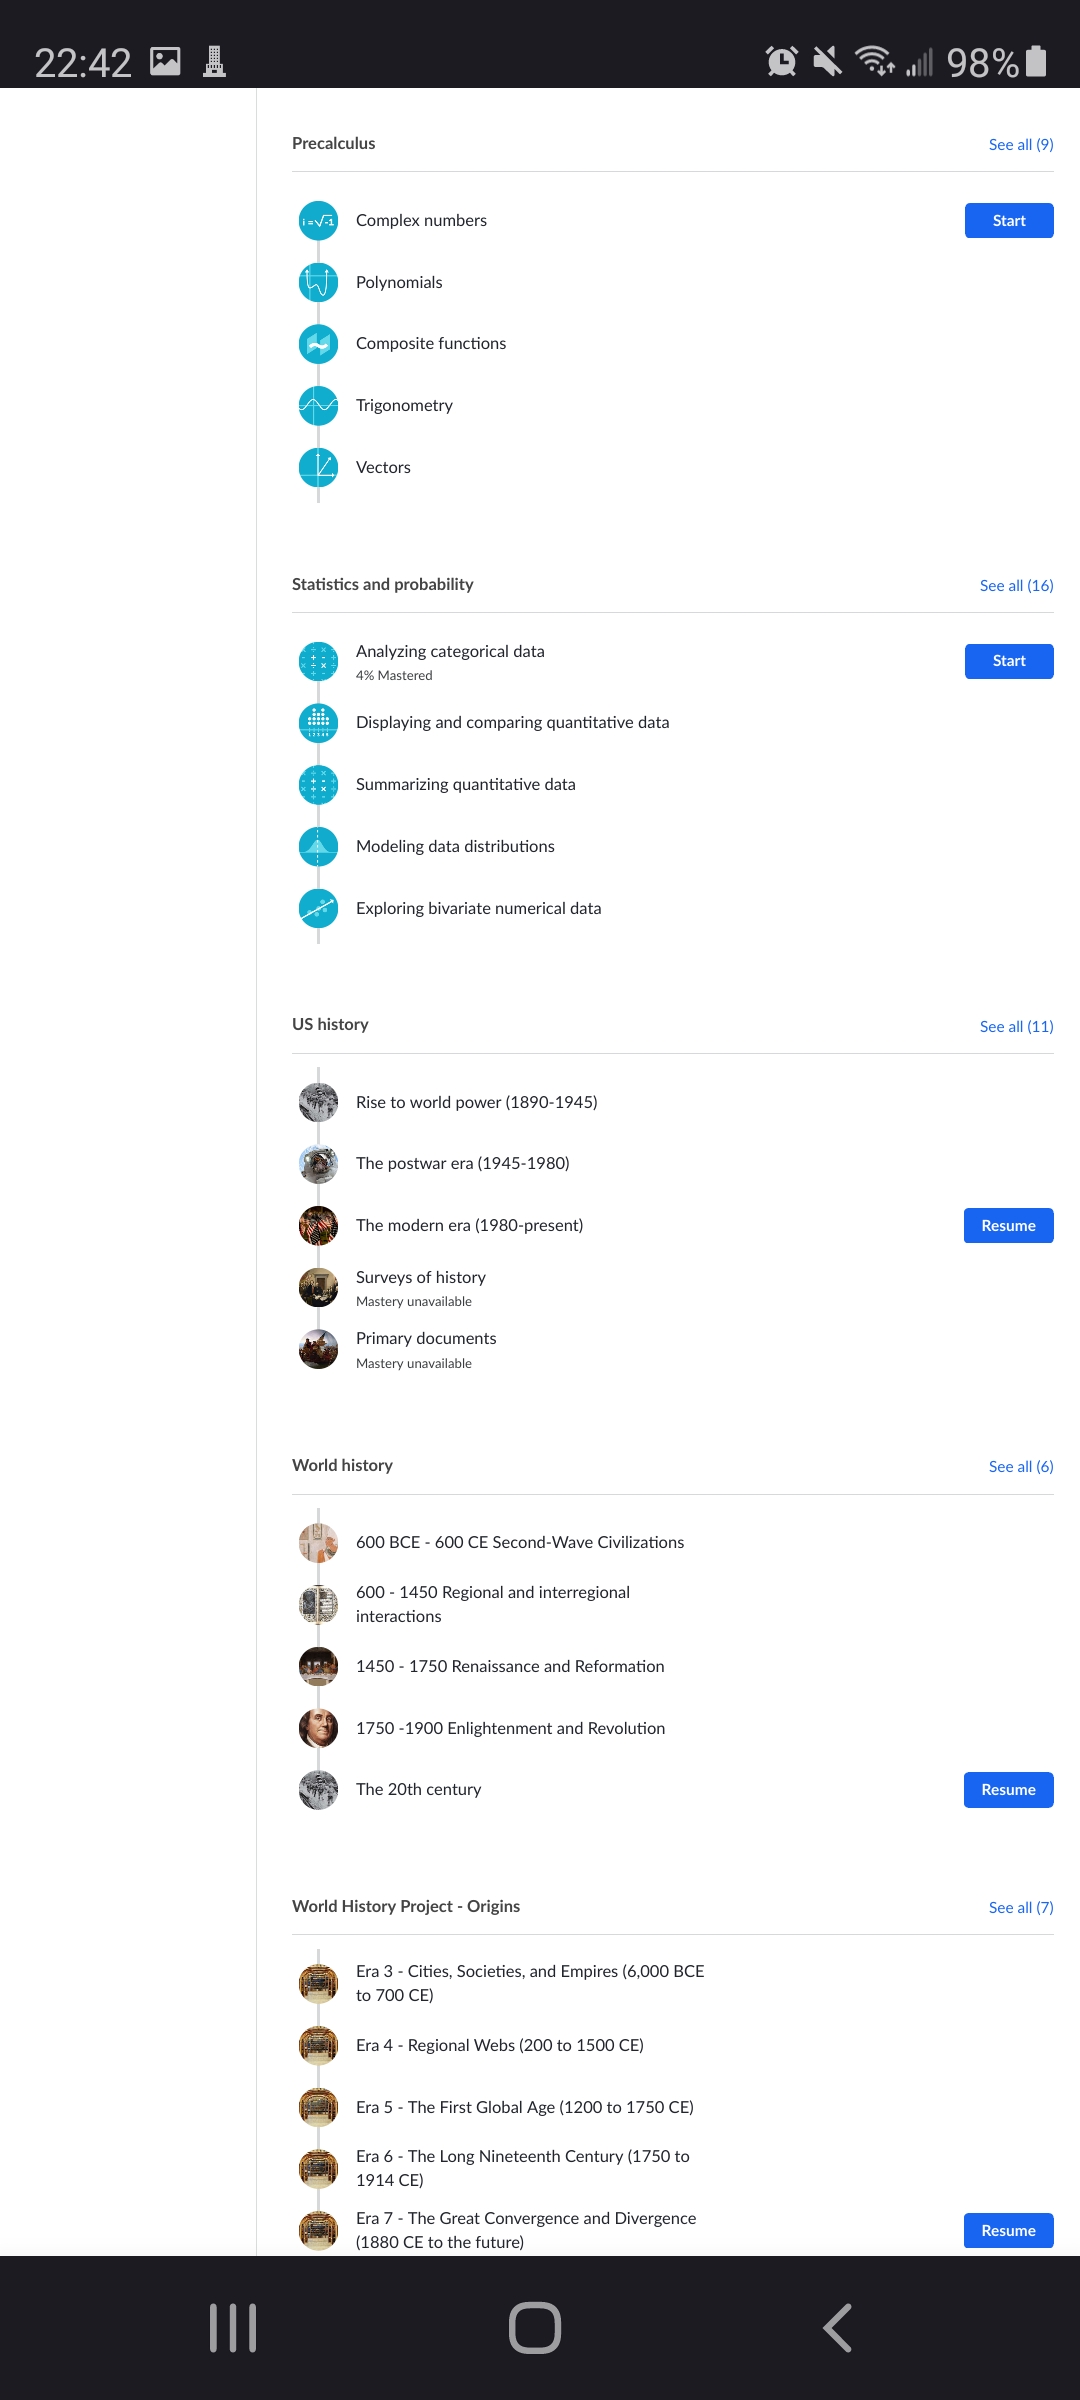 22:42
98%
Precalculus
See all (9)
i = √-1
Complex numbers
Start
Polynomials
Composite functions
Trigonometry
Vectors
Statistics and probability
See all (16)
Analyzing categorical data
4% Mastered
Start
Displaying and comparing quantitative data
Summarizing quantitative data
Modeling data distributions
Exploring bivariate numerical data
US history
See all (11)
Rise to world power (1890-1945)
The postwar era (1945-1980)
The modern era (1980-present)
Resume
Surveys of history
Mastery unavailable
Primary documents
Mastery unavailable
World history
See all (6)
600 BCE - 600 CE Second-Wave Civilizations
600 - 1450 Regional and interregional
interactions
1450 - 1750 Renaissance and Reformation
1750 -1900 Enlightenment and Revolution
The 20th century
Resume
World History Project - Origins
See all (7)
Era 3 - Cities, Societies, and Empires (6,000 BCE
to 700 CE)
Era 4 - Regional Webs (200 to 1500 CE)
Era 5 - The First Global Age (1200 to 1750 CE)
Era 6 - The Long Nineteenth Century (1750 to
1914 CE)
Era 7 - The Great Convergence and Divergence
(1880 CE to the future)
Resume